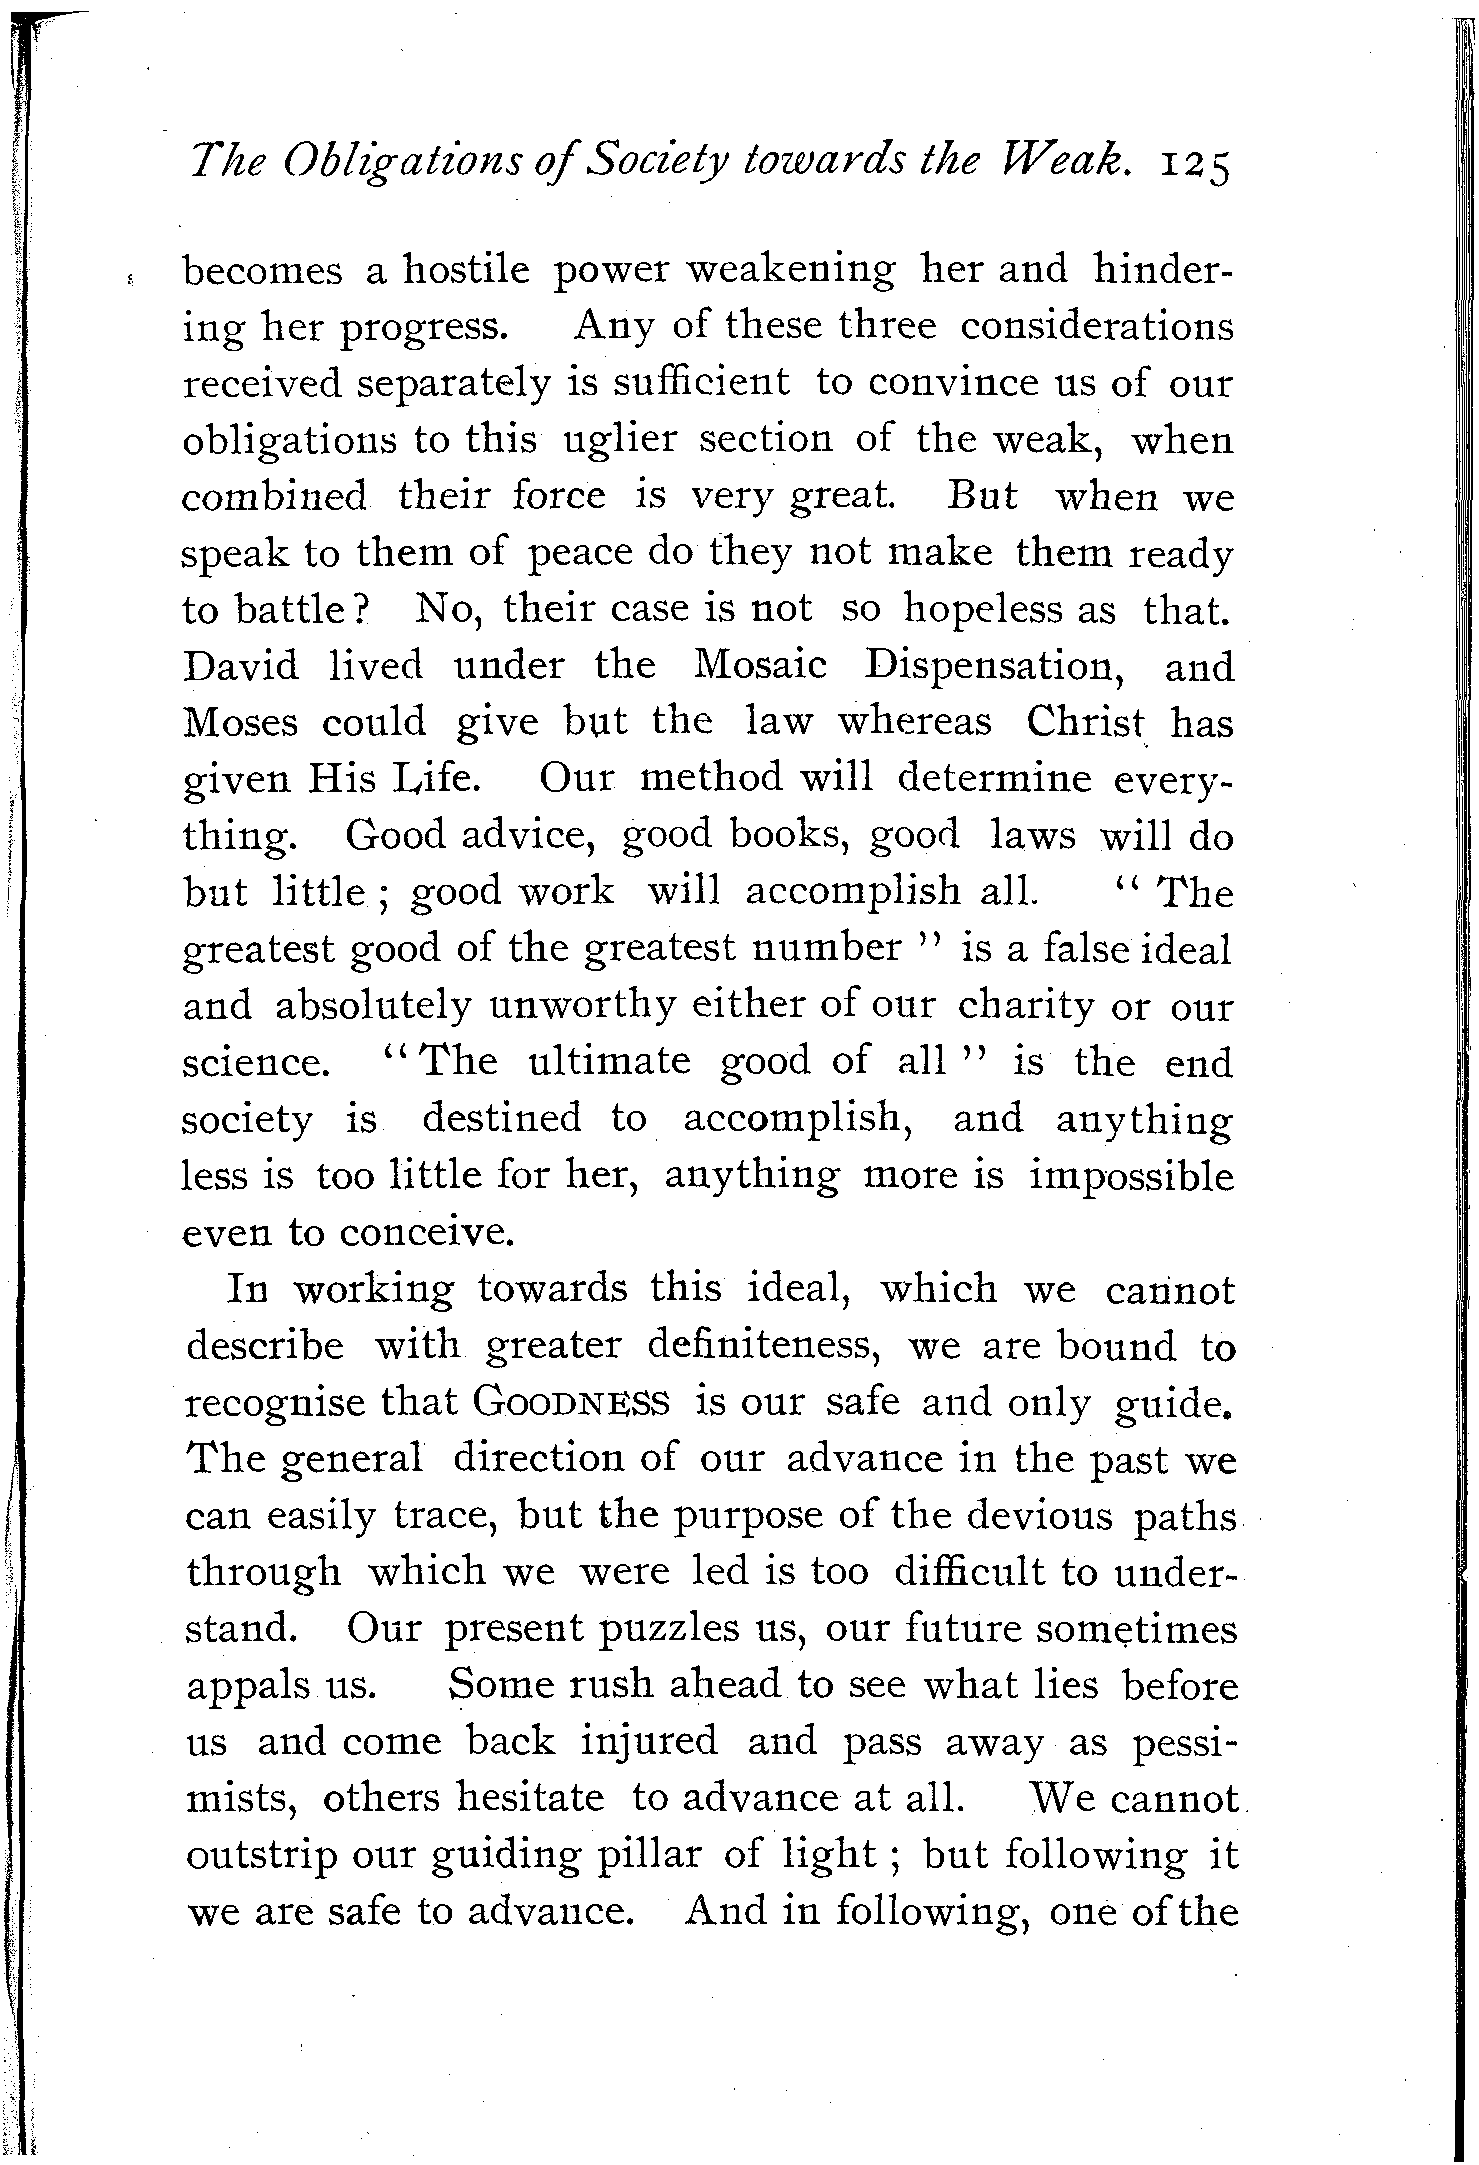 The Obligations of Society towards the Weak. 125
becomes a hostile power weakening her and hinder-
ing her progress. Any of these three considerations
received separately is sufficient to convince us of our
obligations to this uglier section of the weak, when
combined their force is very great. But when we
speak to them of peace do they not make them ready
to battle? No, their case is not so hopeless as that.
David lived under the Mosaic Dispensation, and
Moses could give but the law whereas Christ has
given His Life. Our method will determine every-
thing. Good advice, good books, good laws will do
but little ; good work will accomplish all. “ The
greatest good of the greatest number ” is a false ideal
and absolutely unworthy either of our charity or our
science. “ The ultimate good of all ” is the end
society is destined to accomplish, and anything
less is too little for her, anything more is impossible
even to conceive.
In working towards this ideal, which we cannot
describe with greater definiteness, we are bound to
recognise that GOODNESS is our safe and only guide.
The general direction of our advance in the past we
can easily trace, but the purpose of the devious paths
through which we were led is too difficult to under-
stand. Our present puzzles us, our future sometimes
appals us. Some rush ahead to see what lies before
us and come back injured and pass away as pessi-
mists, others hesitate to advance at all. We cannot
outstrip our guiding pillar of light ; but following it
we are safe to advance. And in following, one of the